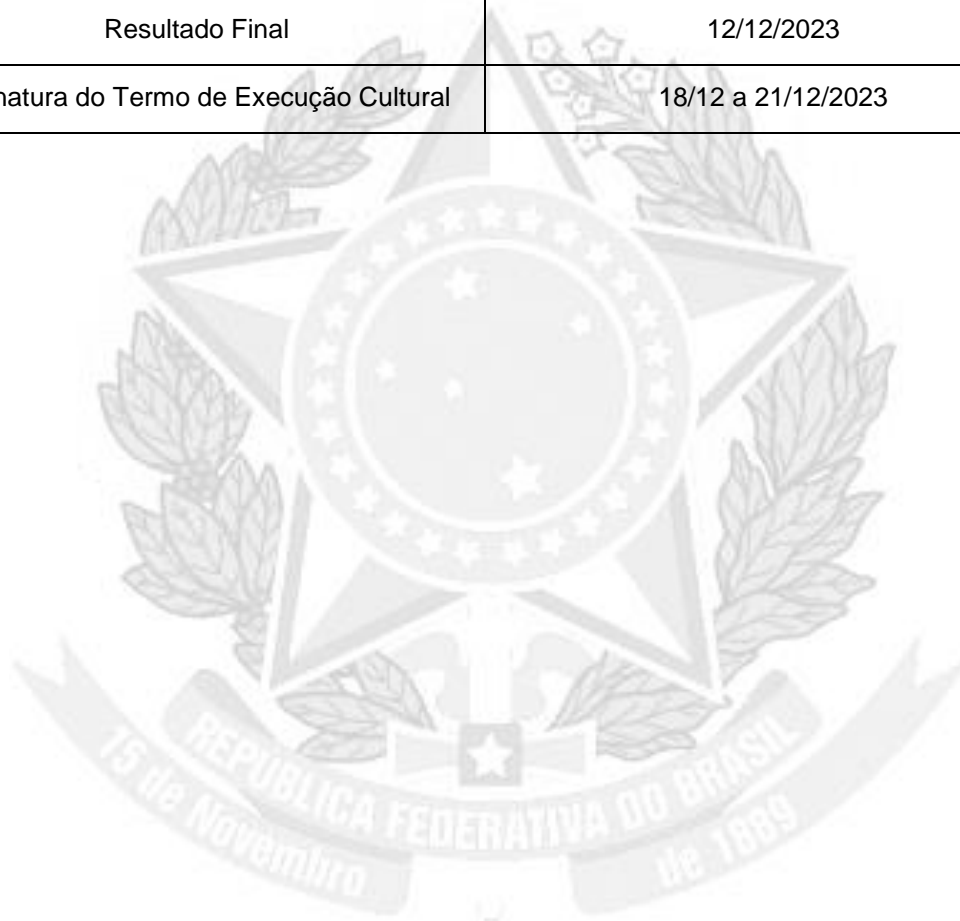 Resultado Final 12/12/2023
natura do Termo de Execução Cultural 18/12 a 21/12/2023
REPÚBLICA FEDERATIVA DO BRASIL
15 de Novembro de 1889